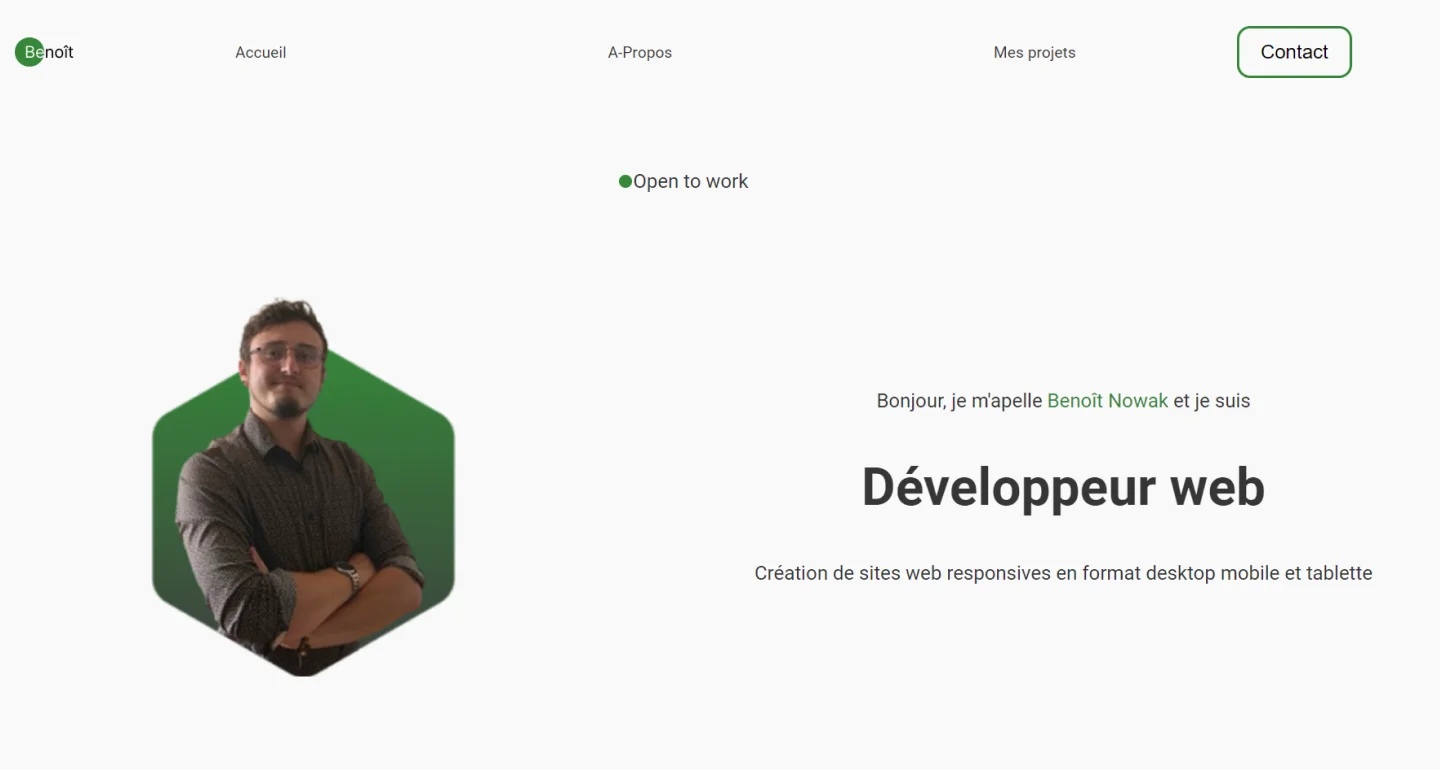 Benoît
Accueil
A-Propos
Mes projets
Contact
Open to work
Bonjour, je m'apelle Benoît Nowak et je suis
Développeur web
Création de sites web responsives en format desktop mobile et tablette